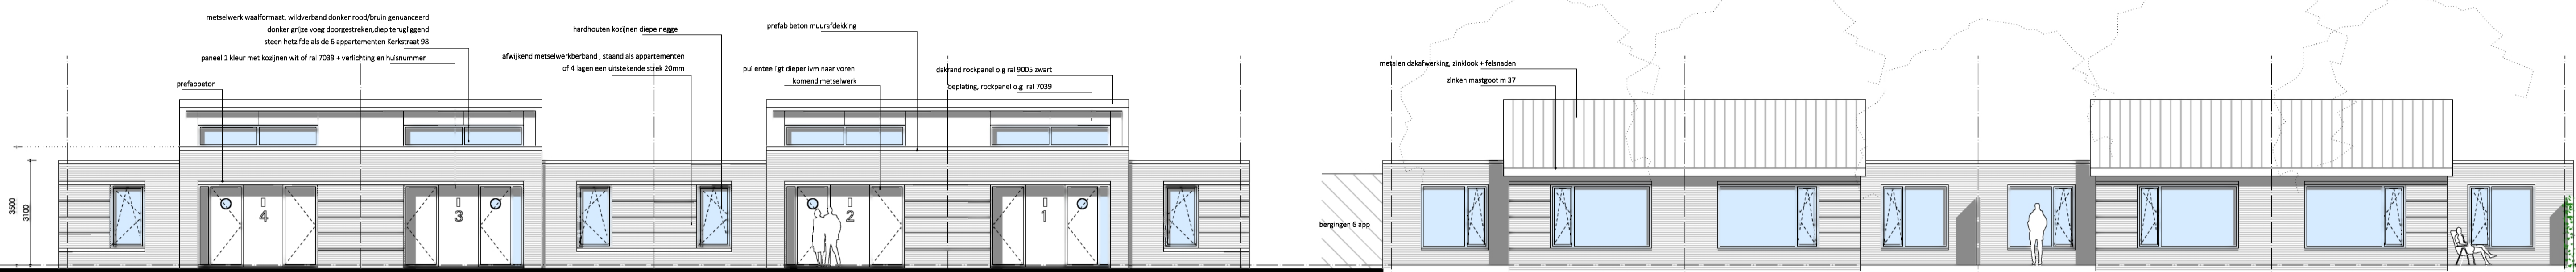 metselwerk waalformaat, wildverband donker rood/bruin genuanceerd
donker grijze voeg doorgestreken,diep terugliggend
steen hetzlfde als de 6 appartementen Kerkstraat 98
paneel 1 kleur met kozijnen wit of ral 7039 + verlichting en huisnummer
prefabbeton
hardhouten kozijnen diepe negge
afwijkend metselwerkberband , staand als appartementen
of 4 lagen een uitstekende strek 20mm
prefab beton muurafdekking
pui entee ligt dieper ivm naar voren
komend metselwerk
dakrand rockpanel o.g ral 9005 zwart
beplating, rockpanel o.g ral 7039
metalen dakafwerking, zinklook + felsnaden
zinken mastgoot m 37
3500
3100
4
3
2
1
bergingen 6 app